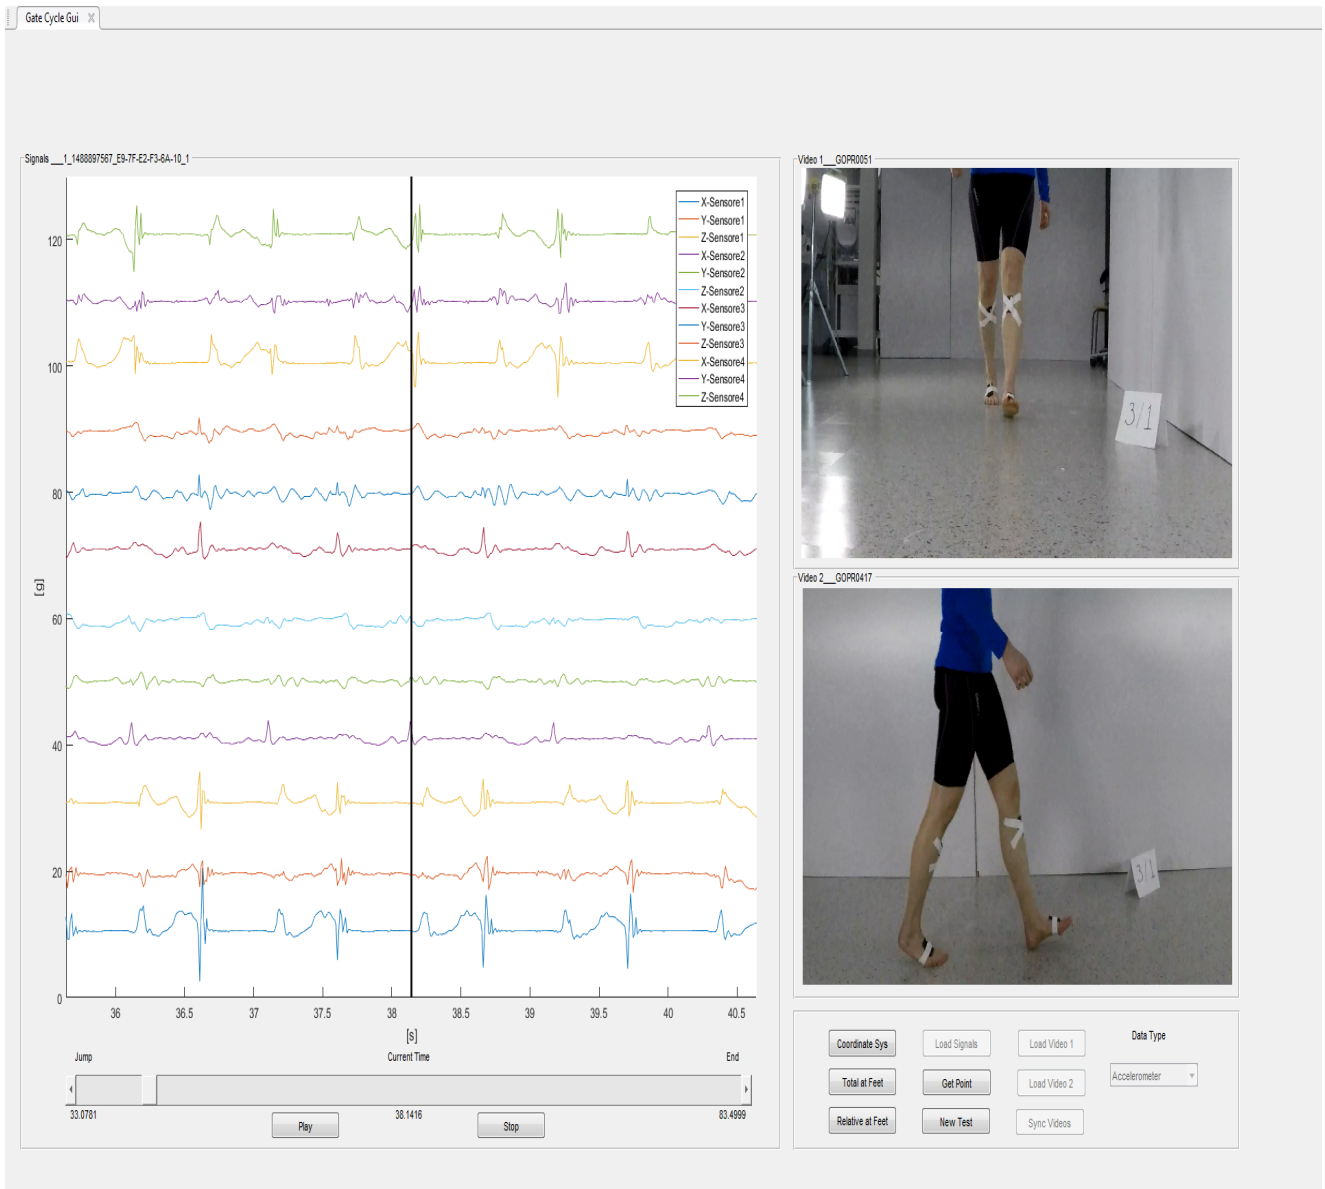 Gate Cycle Gui
Signals ___1_1488897567_E9-7F-E2-F3-6A-10_1
120
100
80
60
40
20
0
[g]
36
36.5
37
37.5
38
38.5
39
39.5
40
40.5
[s]
X-Sensore1
Y-Sensore1
Z-Sensore1
X-Sensore2
Y-Sensore2
Z-Sensore2
X-Sensore3
Y-Sensore3
Z-Sensore3
X-Sensore4
Y-Sensore4
Z-Sensore4
Jump
Current Time
End
33.0781
38.1416
83.4999
Play
Stop
Video 1___GOPR0051
3/1
Video 2___GOPR0417
3/1
Coordinate Sys
Load Signals
Load Video 1
Data Type
Total at Feet
Get Point
Load Video 2
Accelerometer
Relative at Feet
New Test
Sync Videos